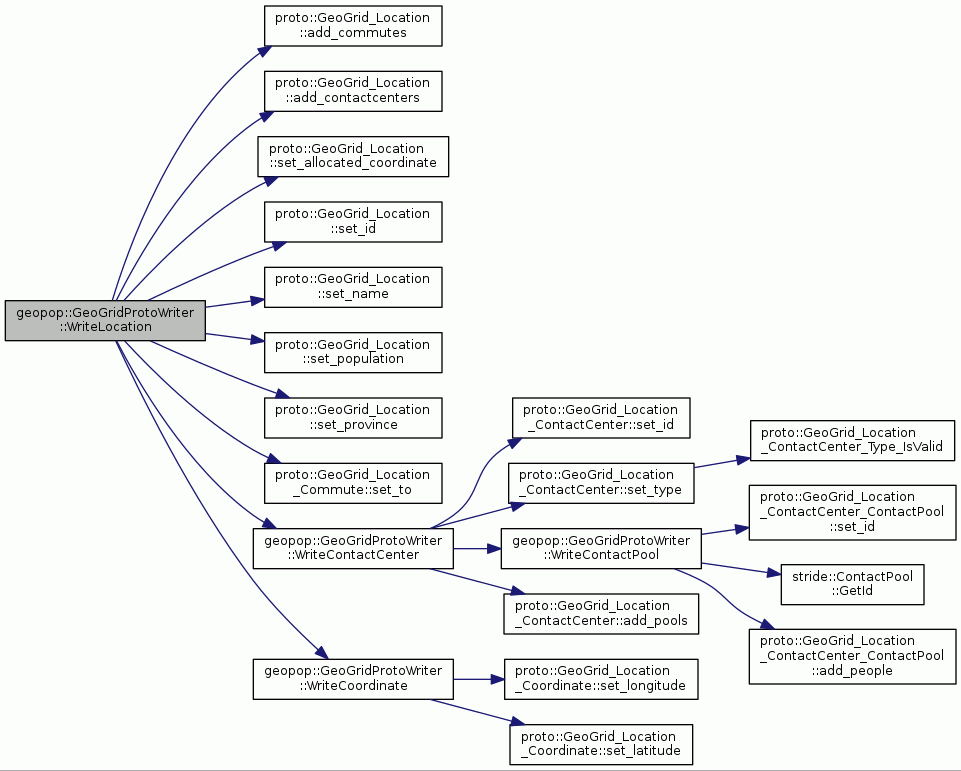 geopop::GeoGridProtoWriter
::WriteLocation
proto::GeoGrid_Location
::add_commutes
proto::GeoGrid_Location
::add_contactcenters
proto::GeoGrid_Location
::set_allocated_coordinate
proto::GeoGrid_Location
::set_id
proto::GeoGrid_Location
::set_name
proto::GeoGrid_Location
::set_population
proto::GeoGrid_Location
::set_province
proto::GeoGrid_Location
_Commute::set_to
geopop::GeoGridProtoWriter
::WriteContactCenter
geopop::GeoGridProtoWriter
::WriteCoordinate
proto::GeoGrid_Location
_ContactCenter::set_id
proto::GeoGrid_Location
_ContactCenter::set_type
geopop::GeoGridProtoWriter
::WriteContactPool
proto::GeoGrid_Location
_ContactCenter::add_pools
proto::GeoGrid_Location
_Coordinate::set_longitude
proto::GeoGrid_Location
_Coordinate::set_latitude
proto::GeoGrid_Location
_ContactCenter_Type_IsValid
proto::GeoGrid_Location
_ContactCenter_ContactPool
::set_id
stride::ContactPool
::GetId
proto::GeoGrid_Location
_ContactCenter_ContactPool
::add_people